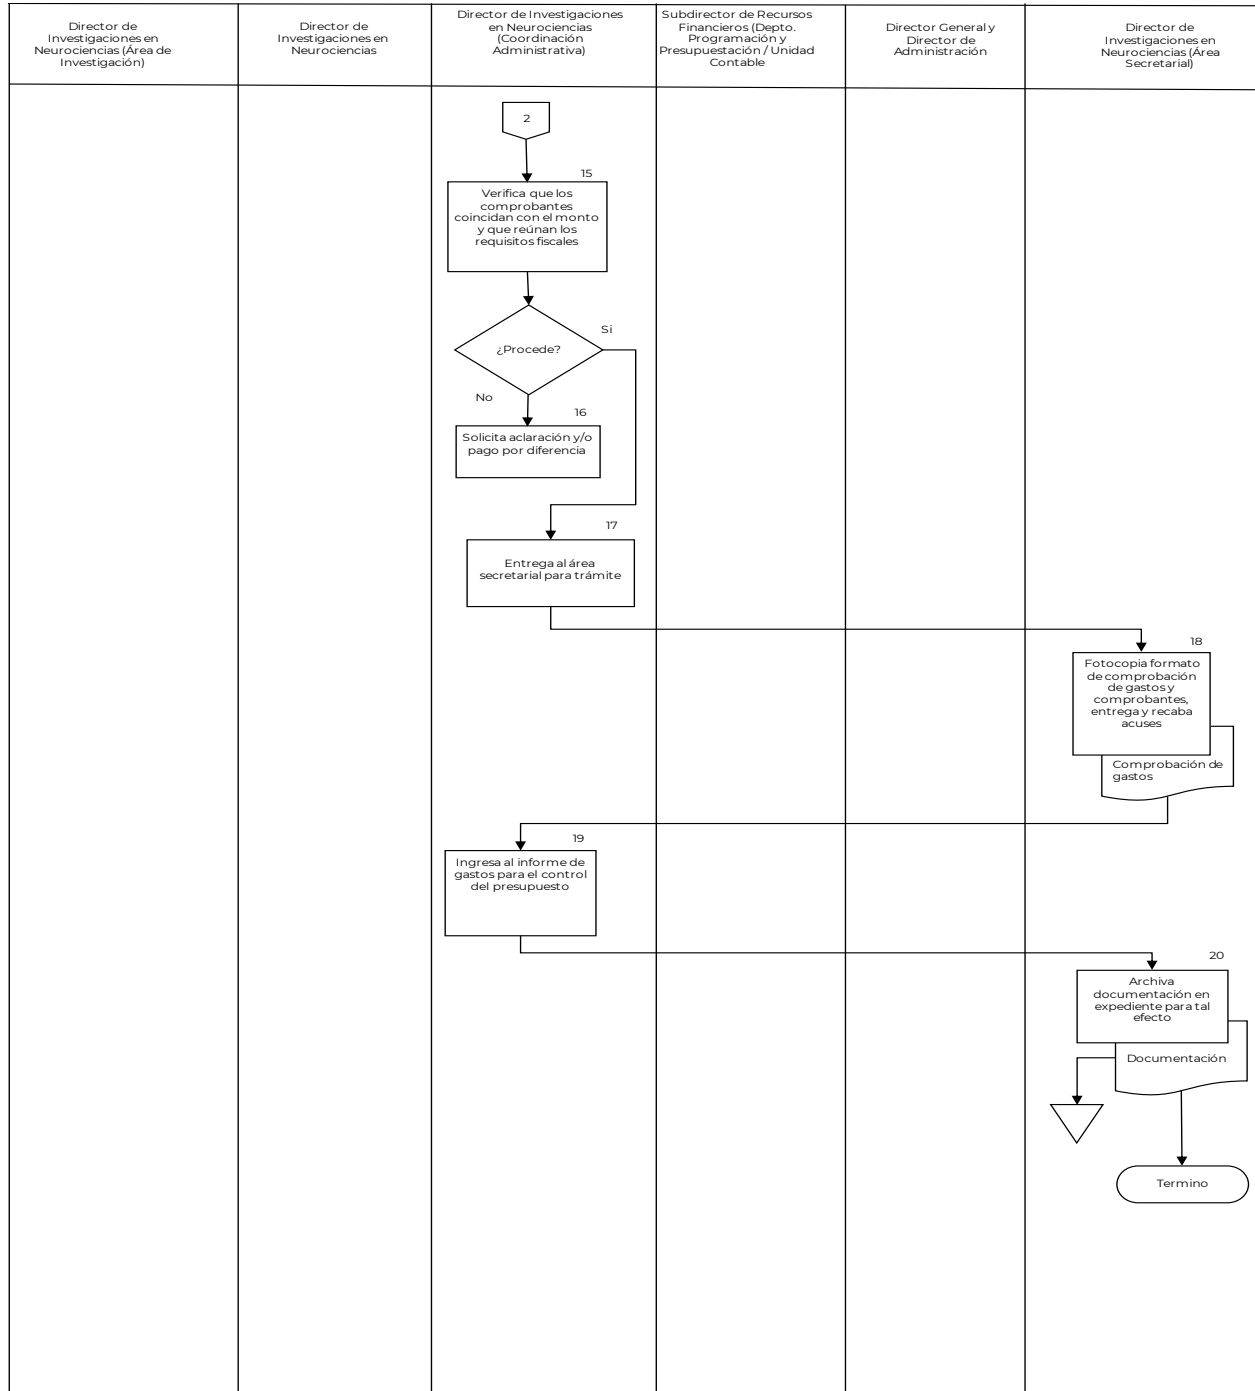 Director de
Investigaciones en
Neurociencias (Área de
Investigación)
Director de
Investigaciones en
Neurociencias
Director de Investigaciones
en Neurociencias
(Coordinación
Administrativa)
Subdirector de Recursos
Financieros (Depto.
Programación y
Presupuestación / Unidad
Contable
Director General y
Director de
Administración
Director de
Investigaciones en
Neurociencias (Área
Secretarial)
2
15
Verifica que los
comprobantes
coincidan con el monto
y que reúnan los
requisitos fiscales
¿Procede?
Si
No
16
Solicita aclaración y/o
pago por diferencia
17
Entrega al área
secretarial para trámite
18
Fotocopia formato
de comprobación
de gastos y
comprobantes,
entrega y recaba
acuses
Comprobación de
gastos
19
Ingresa al informe de
gastos para el control
del presupuesto
20
Archiva
documentación en
expediente para tal
efecto
Documentación
Termino